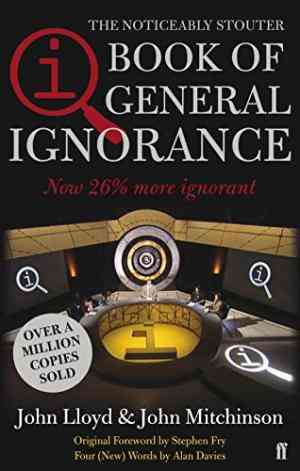 THE NOTICEABLY STOUTER
QI BOOK OF
GENERAL
IGNORANCE
Now 26% more ignorant
OVER A
MILLION
COPIES
SOLD
John Lloyd & John Mitchinson
Original Foreword by Stephen Fry
Four (New) Words by Alan Davies
ff